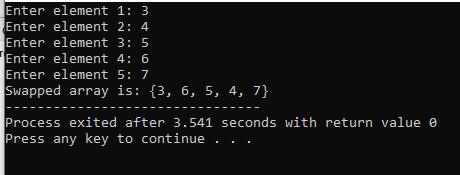 Enter element 1: 3
Enter element 2: 4
Enter element 3: 5
Enter element 4: 6
Enter element 5: 7
Swapped array is: {3, 6, 5, 4, 7}
--------------------------------
Process exited after 3.541 seconds with return value 0
Press any key to continue . . .